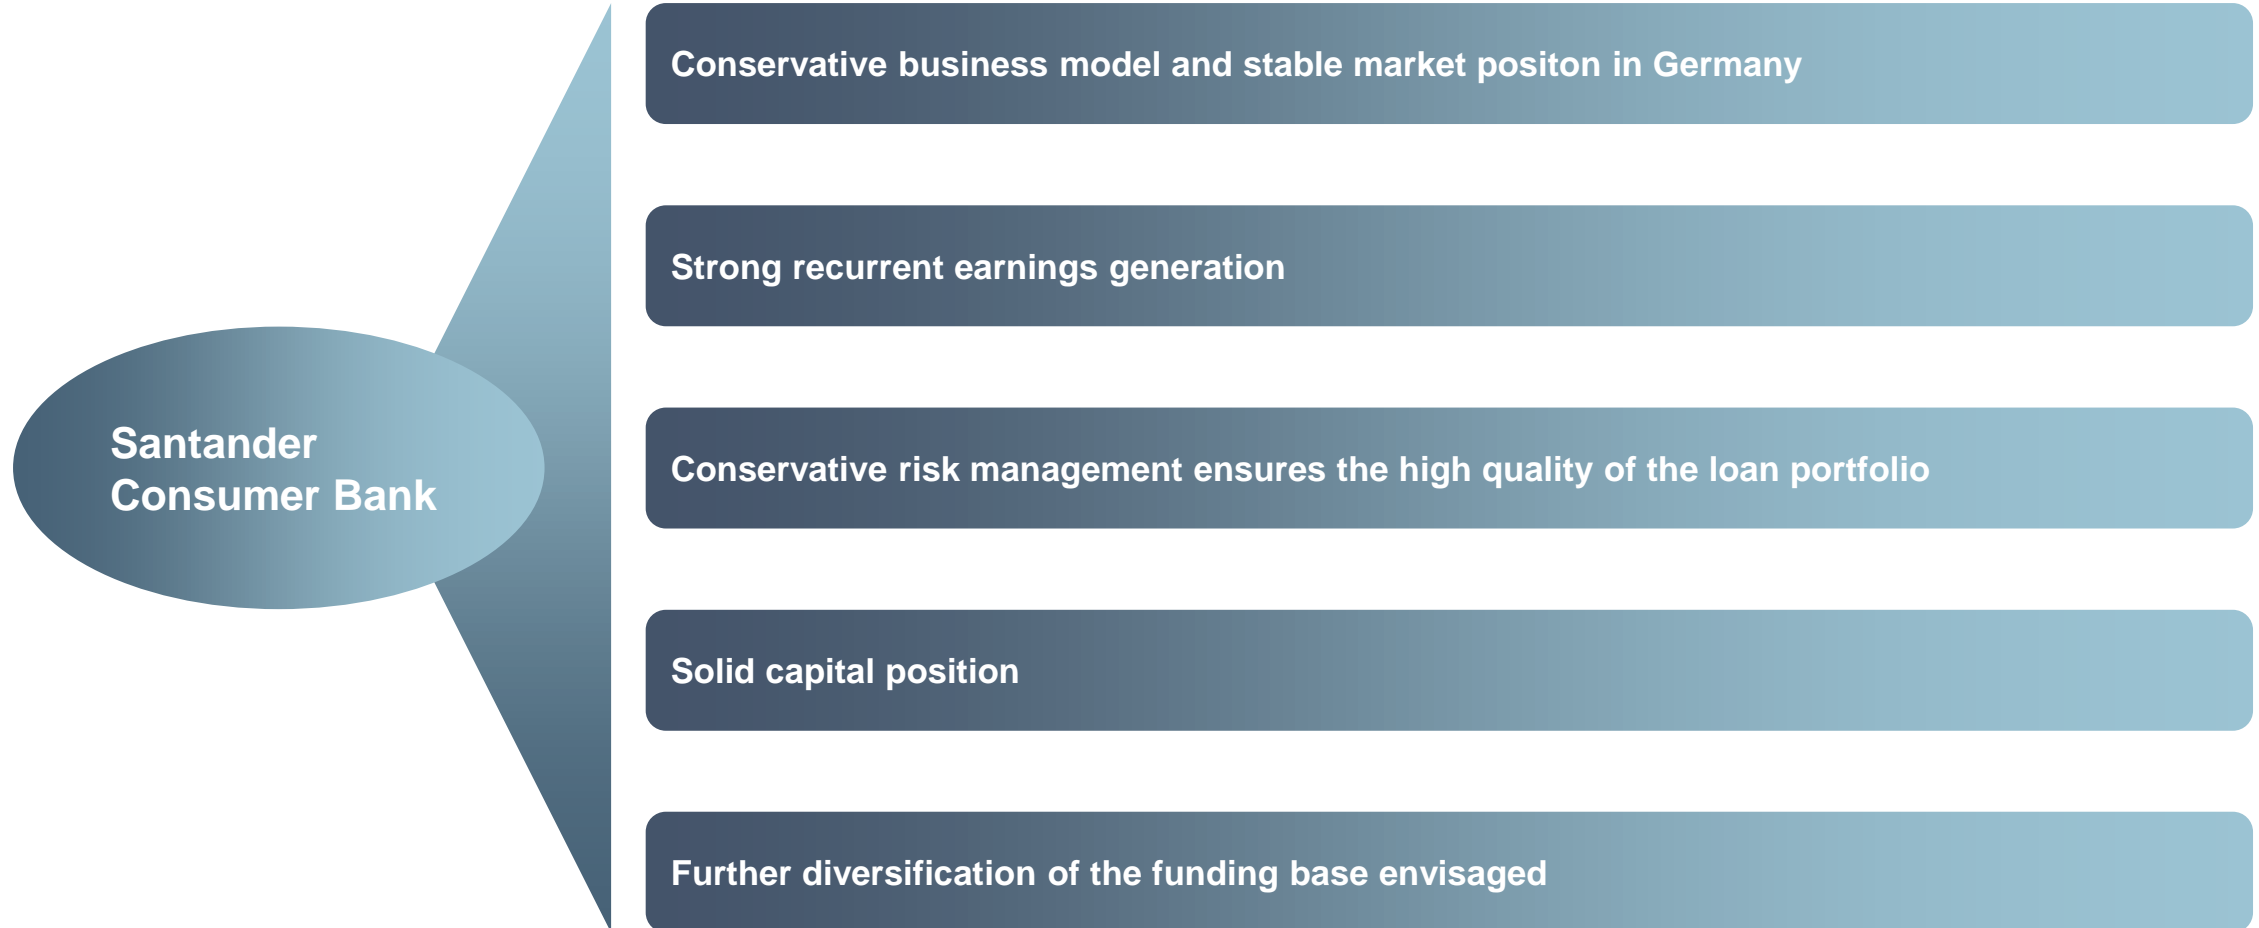 Santander
Consumer Bank
Conservative business model and stable market positon in Germany
Strong recurrent earnings generation
Conservative risk management ensures the high quality of the loan portfolio
Solid capital position
Further diversification of the funding base envisaged